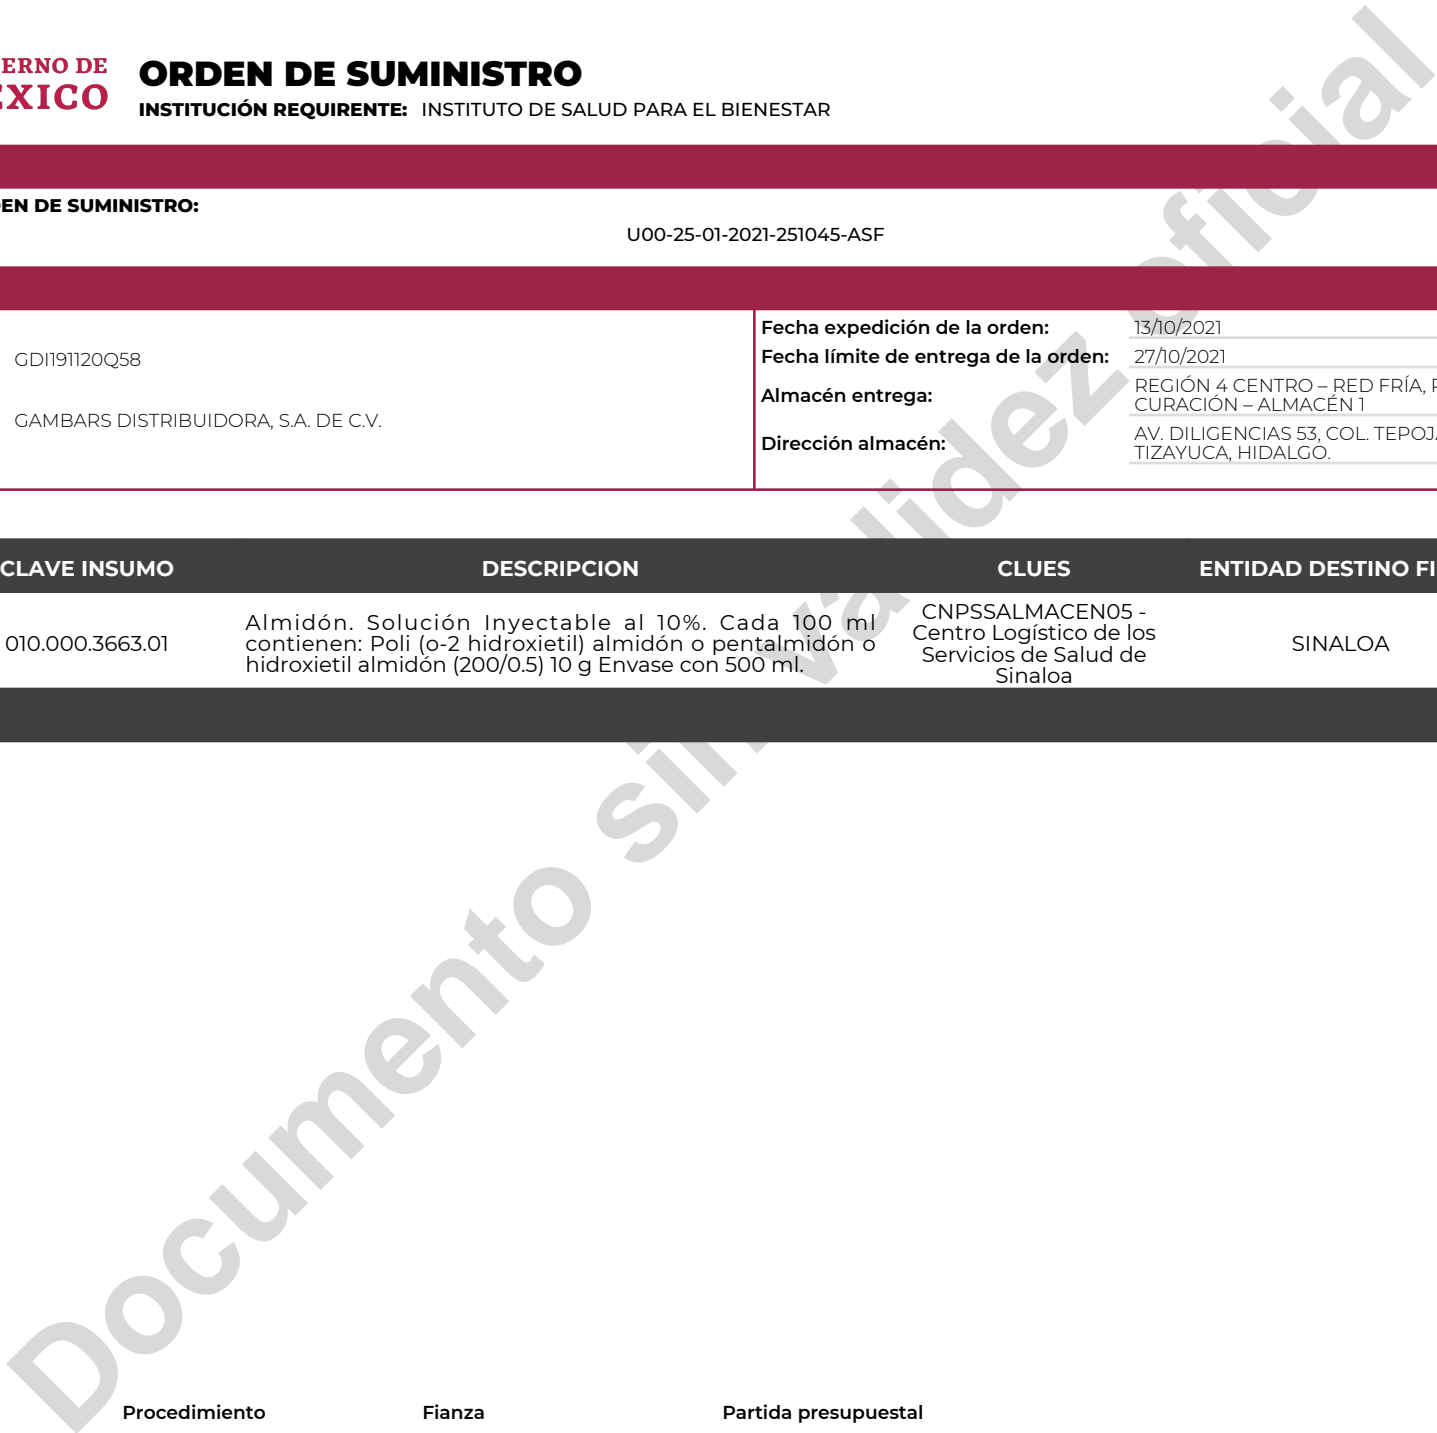 ERNO DE
EXICO
ORDEN DE SUMINISTRO
INSTITUCIÓN REQUIRENTE: INSTITUTO DE SALUD PARA EL BIENESTAR
EN DE SUMINISTRO:
U00-25-01-2021-251045-ASF
GDI191120Q58
GAMBARS DISTRIBUIDORA, S.A. DE C.V.
Fecha expedición de la orden: 13/10/2021
Fecha límite de entrega de la orden: 27/10/2021
Almacén entrega: REGIÓN 4 CENTRO – RED FRÍA,
CURACIÓN – ALMACÉN 1
Dirección almacén: AV. DILIGENCIAS 53, COL. TEPOJ
TIZAYUCA, HIDALGO.
CLAVE INSUMO DESCRIPCION CLUES ENTIDAD DESTINO FI
010.000.3663.01
Almidón. Solución Inyectable al 10%. Cada 100 ml
contienen: Poli (o-2 hidroxietil) almidón o pentalmidón o
hidroxietil almidón (200/0.5) 10 g Envase con 500 ml.
CNPSSALMACEN05 -
Centro Logístico de los
Servicios de Salud de
Sinaloa
SINALOA
Documento sin validez oficial
Procedimiento Fianza Partida presupuestal